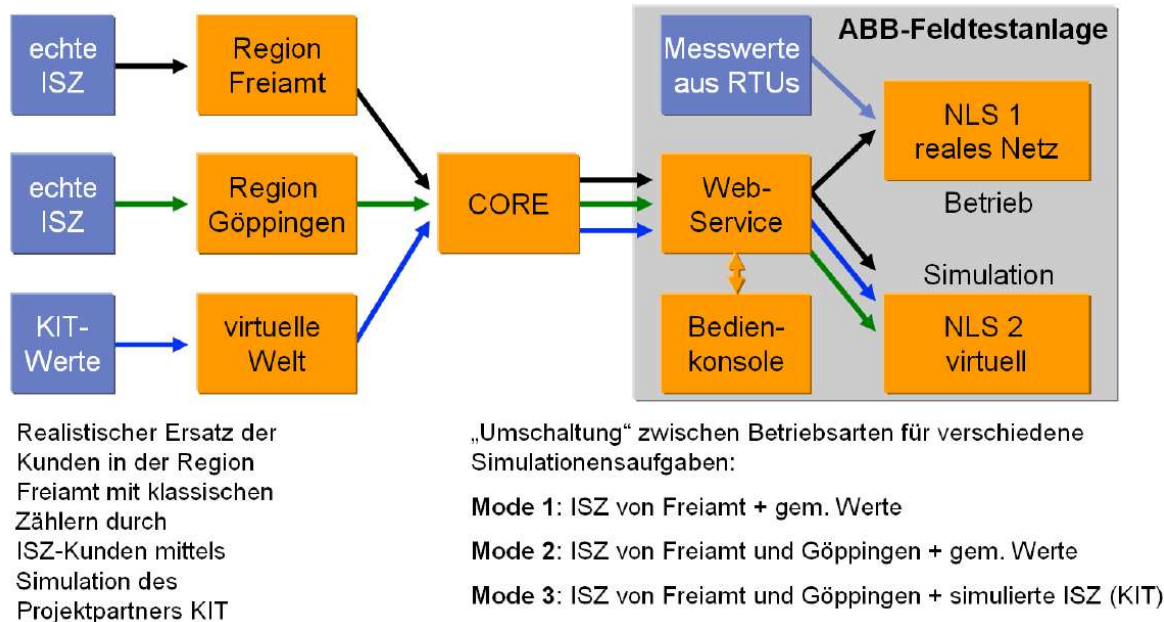 echte
ISZ
Region
Freiamt
ABB-Feldtestanlage
Messwerte
aus RTUs
NLS 1
reales Netz
Betrieb
echte
ISZ
Region
Göppingen
CORE
Web-
Service
Simulation
KIT-
Werte
virtuelle
Welt
Bedien-
konsole
NLS 2
virtuell
Realistischer Ersatz der
Kunden in der Region
Freiamt mit klassischen
Zählern durch
ISZ-Kunden mittels
Simulation des
Projektpartners KIT
„Umschaltung“ zwischen Betriebsarten für verschiedene
Simulationensaufgaben:
Mode 1: ISZ von Freiamt + gem. Werte
Mode 2: ISZ von Freiamt und Göppingen + gem. Werte
Mode 3: ISZ von Freiamt und Göppingen + simulierte ISZ (KIT)